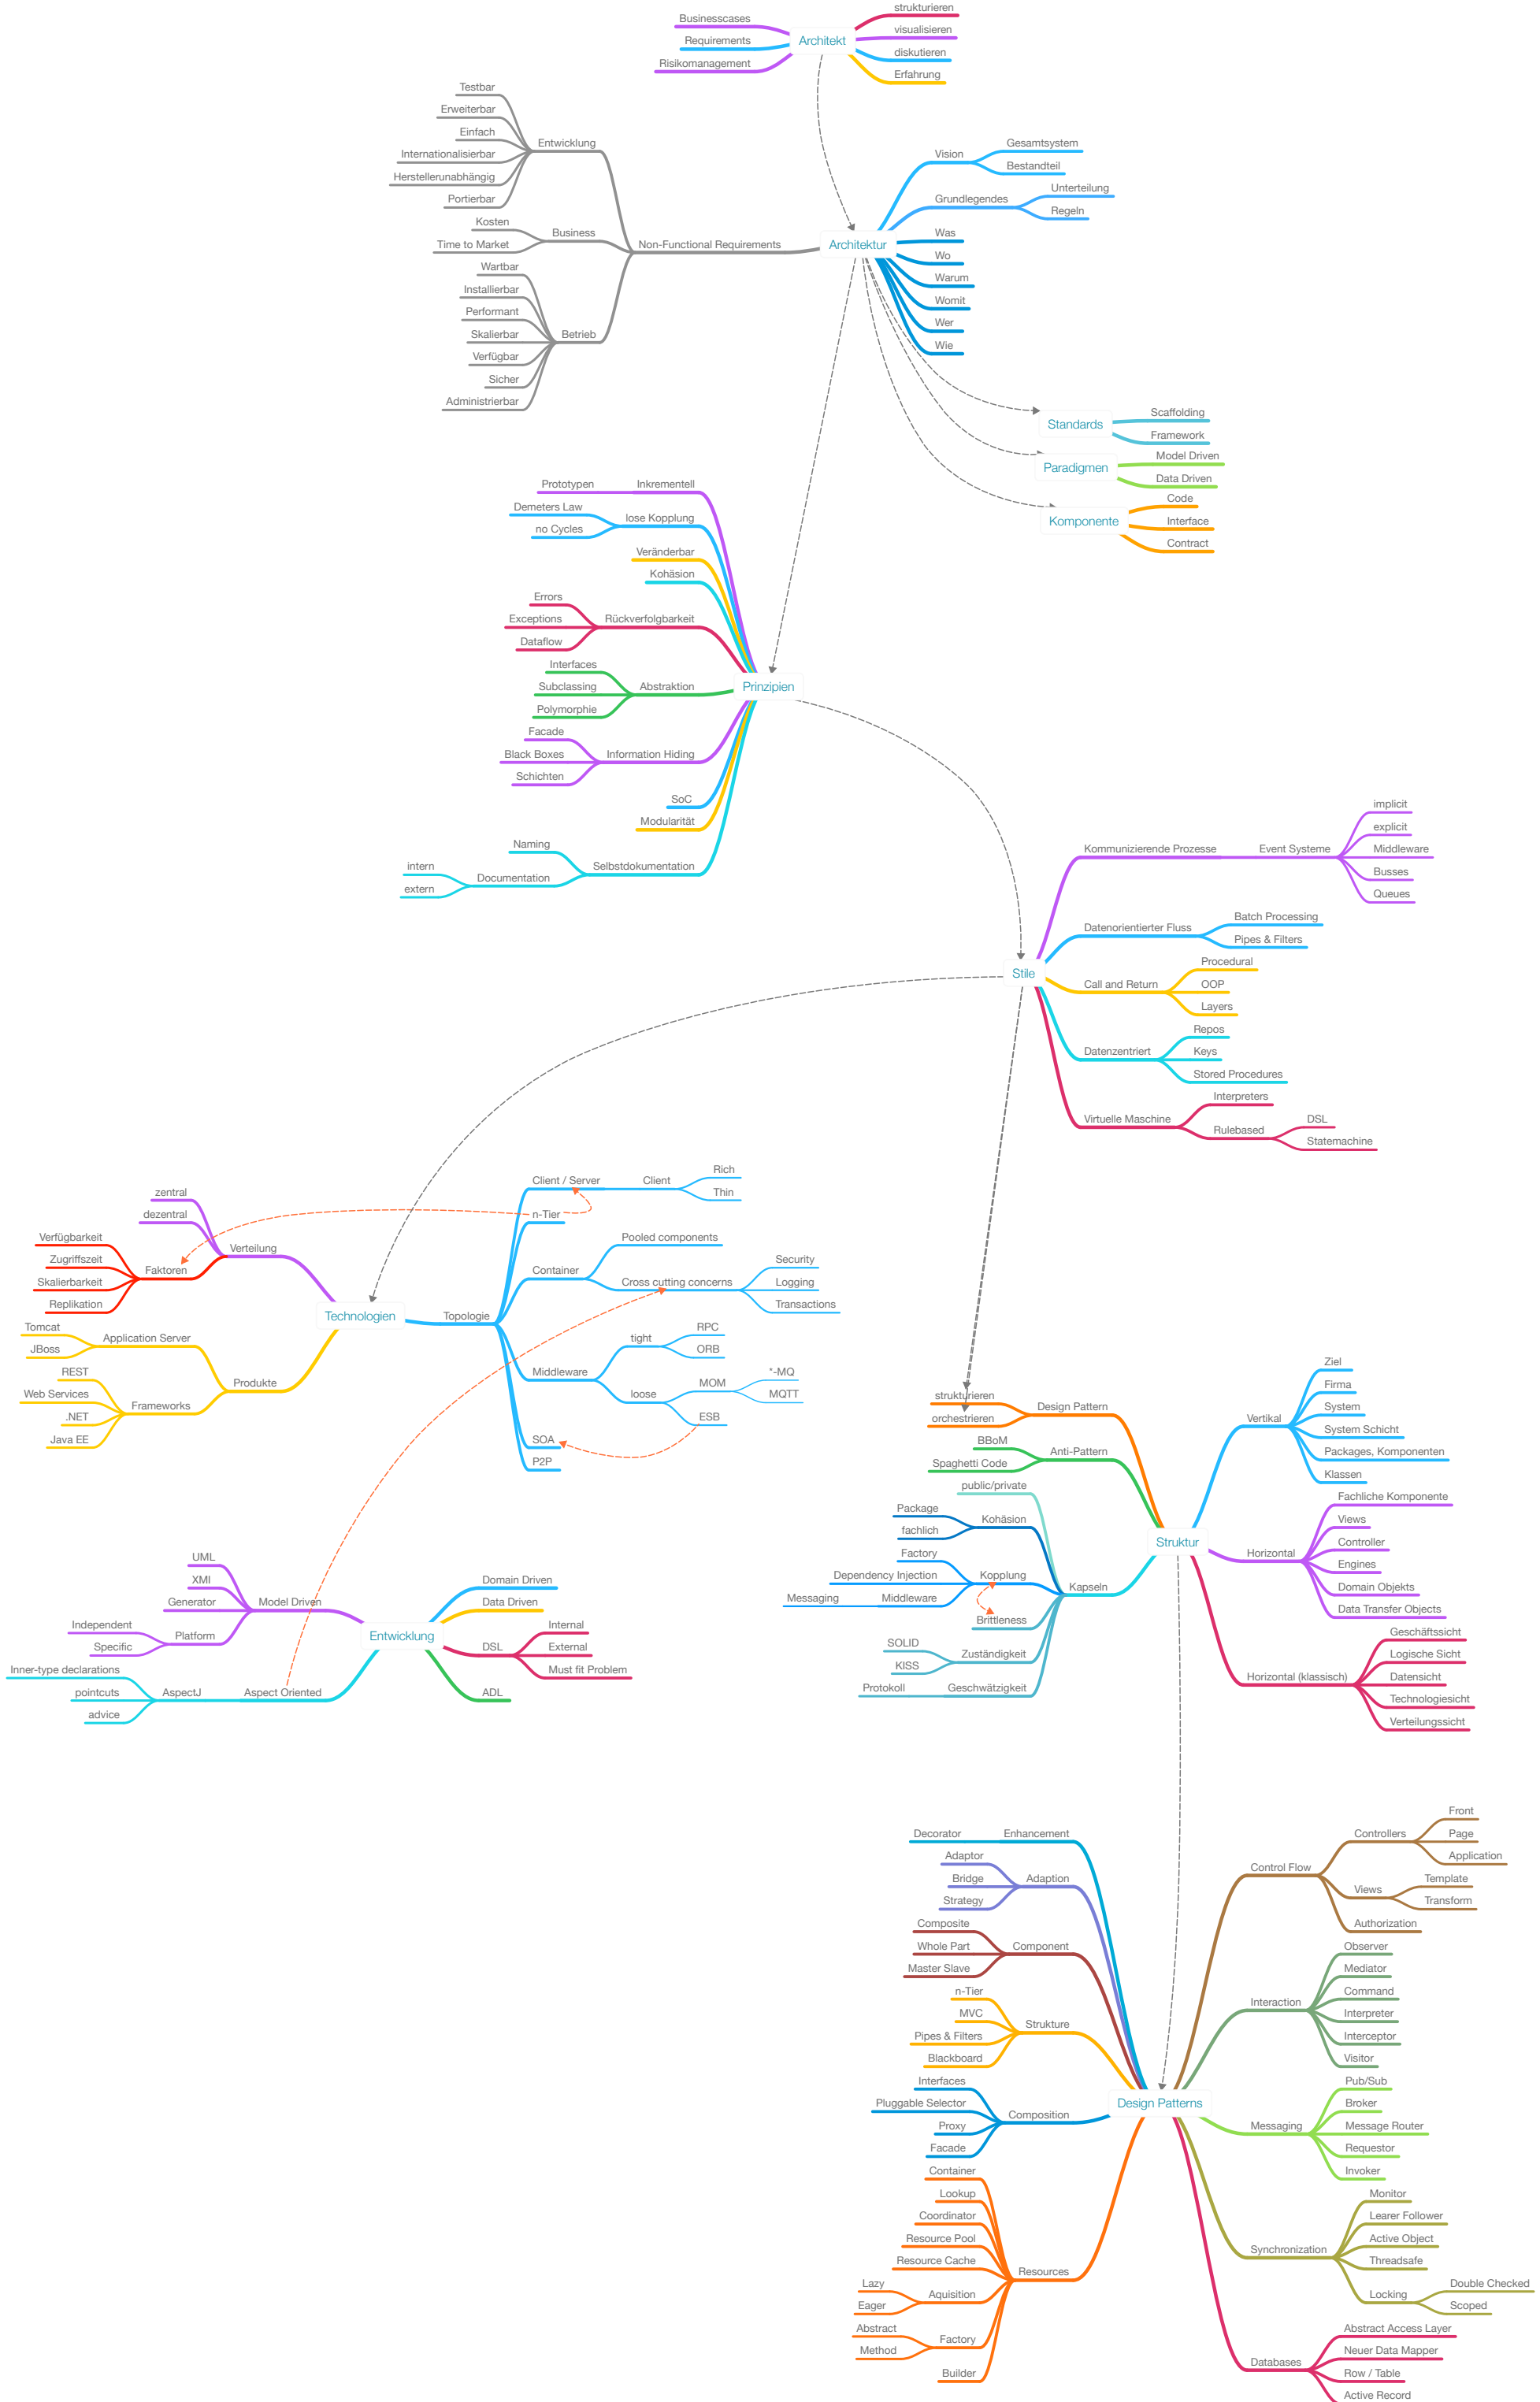 strukturieren
Businesscases
visualisieren
Architekt
Requirements
diskutieren
Risikomanagement
Erfahrung
Testbar
Erweiterbar
Einfach
Entwicklung
Internationalisierbar
Herstellerunabhängig
Portierbar
Kosten
Business
Time to Market
Non-Functional Requirements
Wartbar
Installierbar
Performant
Skalierbar
Betrieb
Verfügbar
Sicher
Administrierbar
Architektur
Vision
Gesamtsystem
Bestandteil
Grundlegendes
Unterteilung
Regeln
Was
Wo
Warum
Womit
Wer
Wie
Standards
Scaffolding
Framework
Paradigmen
Model Driven
Data Driven
Komponente
Code
Interface
Contract
Prototypen
Inkrementell
Demeters Law
no Cycles
lose Kopplung
Veränderbar
Kohäsion
Errors
Exceptions
Dataflow
Rückverfolgbarkeit
Interfaces
Subclassing
Polymorphie
Abstraktion
Prinzipien
Facade
Black Boxes
Schichten
Information Hiding
SoC
Modularität
Naming
Selbstdokumentation
intern
extern
Documentation
Stile
Kommunizierende Prozesse
Event Systeme
implicit
explicit
Middleware
Busses
Queues
Datenorientierter Fluss
Batch Processing
Pipes & Filters
Call and Return
Procedural
OOP
Layers
Datenzentriert
Repos
Keys
Stored Procedures
Virtuelle Maschine
Interpreters
Rulebased
DSL
Statemachine
zentral
dezentral
Verteilung
Verfügbarkeit
Zugriffszeit
Skalierbarkeit
Replikation
Faktoren
Technologien
Tomcat
JBoss
Application Server
Produkte
REST
Web Services
.NET
Java EE
Frameworks
Topologie
Client / Server
Client
Rich
Thin
n-Tier
Container
Pooled components
Cross cutting concerns
Security
Logging
Transactions
Middleware
tight
RPC
ORB
loose
MOM
*-MQ
MQTT
ESB
SOA
P2P
strukturieren
orchestrieren
Design Pattern
BBoM
Spaghetti Code
Anti-Pattern
public/private
Package
fachlich
Kohäsion
Factory
Dependency Injection
Messaging
Middleware
Kopplung
Kapseln
Brittleness
SOLID
KISS
Zuständigkeit
Protokoll
Geschwätzigkeit
Struktur
Vertikal
Ziel
Firma
System
System Schicht
Packages, Komponenten
Klassen
Horizontal
Fachliche Komponente
Views
Controller
Engines
Domain Objekts
Data Transfer Objects
Horizontal (klassisch)
Geschäftssicht
Logische Sicht
Datensicht
Technologiesicht
Verteilungssicht
UML
XMI
Generator
Model Driven
Independent
Specific
Platform
Inner-type declarations
pointcuts
advice
AspectJ
Aspect Oriented
Entwicklung
Domain Driven
Data Driven
DSL
Internal
External
Must fit Problem
ADL
Decorator
Enhancement
Adaptor
Bridge
Strategy
Adaption
Composite
Whole Part
Master Slave
Component
n-Tier
MVC
Pipes & Filters
Blackboard
Strukture
Interfaces
Pluggable Selector
Proxy
Facade
Composition
Design Patterns
Container
Lookup
Coordinator
Resource Pool
Resource Cache
Resources
Lazy
Eager
Aquisition
Abstract
Method
Factory
Builder
Control Flow
Controllers
Front
Page
Application
Views
Template
Transform
Authorization
Interaction
Observer
Mediator
Command
Interpreter
Interceptor
Visitor
Messaging
Pub/Sub
Broker
Message Router
Requestor
Invoker
Synchronization
Monitor
Learer Follower
Active Object
Threadsafe
Locking
Double Checked
Scoped
Databases
Abstract Access Layer
Neuer Data Mapper
Row / Table
Active Record